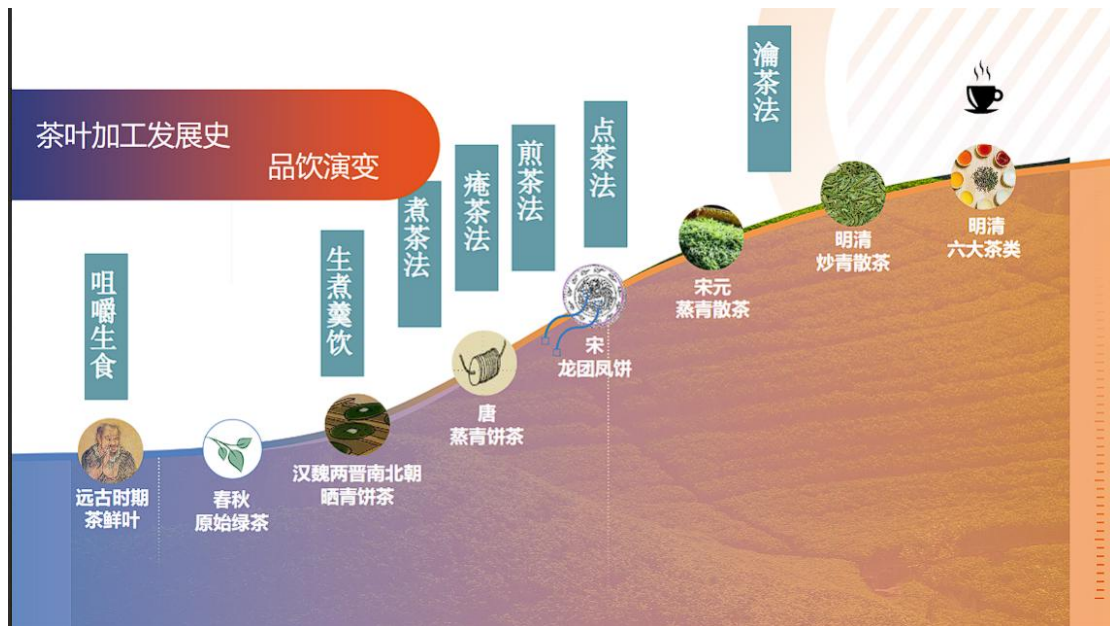 茶叶加工发展史
品饮演变
咀嚼生食
生煮羹饮
煮茶法
痷茶法
煎茶法
点茶法
瀹茶法
远古时期
茶鲜叶
春秋
原始绿茶
汉魏两晋南北朝
晒青饼茶
唐
蒸青饼茶
宋
龙团凤饼
宋元
蒸青散茶
明清
炒青散茶
明清
六大茶类